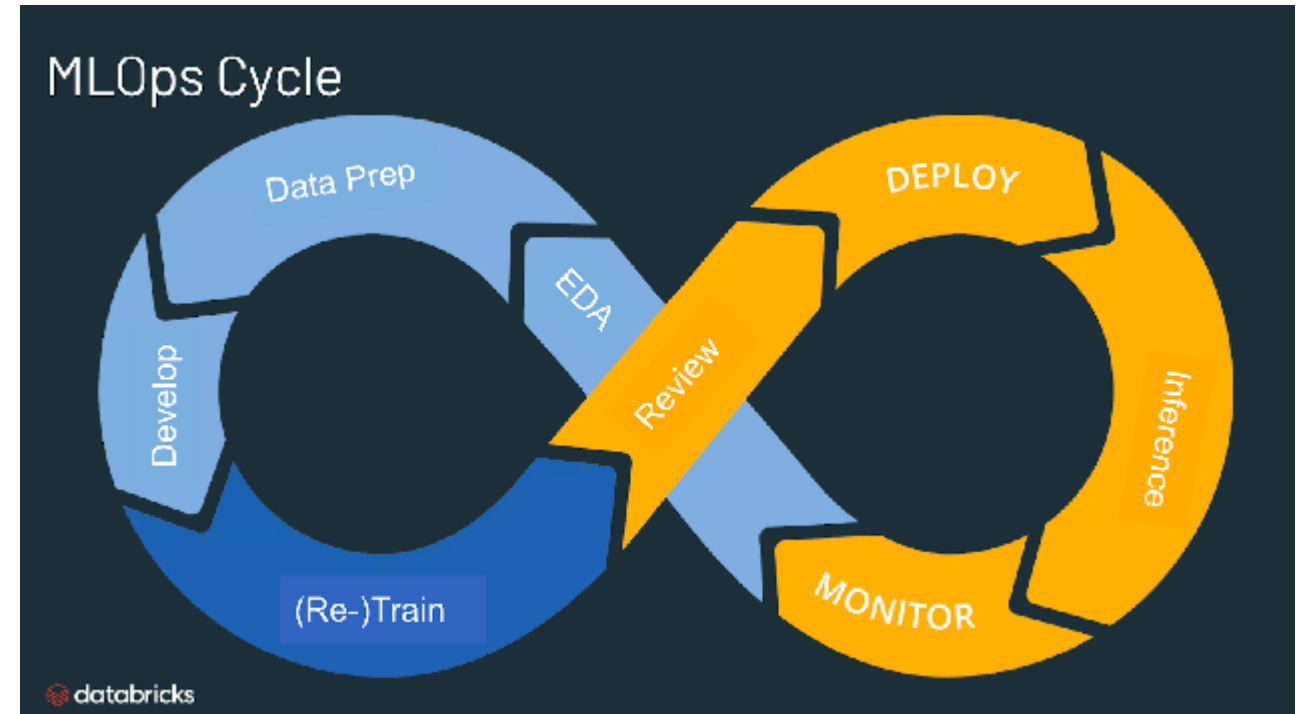 MLOps Cycle
Data Prep
DEPLOY
EDA
Review
Develop
Inference
(Re-)Train
MONITOR
databricks